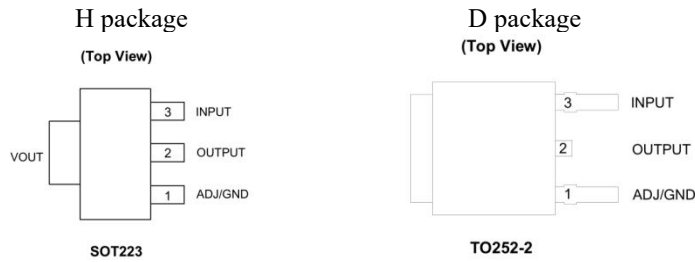 H package
(Top View)
3 INPUT
VOUT
2 OUTPUT
1 ADJ/GND
SOT223
D package
(Top View)
3 INPUT
2 OUTPUT
1 ADJ/GND
TO252-2